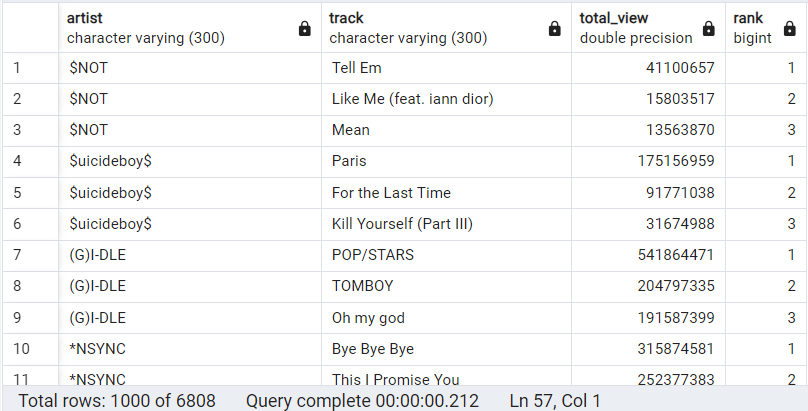 artist track total_view rank
character varying (300) character varying (300) double precision bigint
1 $NOT Tell Em 41100657 1
2 $NOT Like Me (feat. iann dior) 15803517 2
3 $NOT Mean 13563870 3
4 $uicideboy$ Paris 175156959 1
5 $uicideboy$ For the Last Time 91771038 2
6 $uicideboy$ Kill Yourself (Part III) 31674988 3
7 (G)I-DLE POP/STARS 541864471 1
8 (G)I-DLE TOMBOY 204797335 2
9 (G)I-DLE Oh my god 191587399 3
10 *NSYNC Bye Bye Bye 315874581 1
11 *NSYNC This I Promise You 252377383 2
Total rows: 1000 of 6808 Query complete 00:00:00.212 Ln 57, Col 1